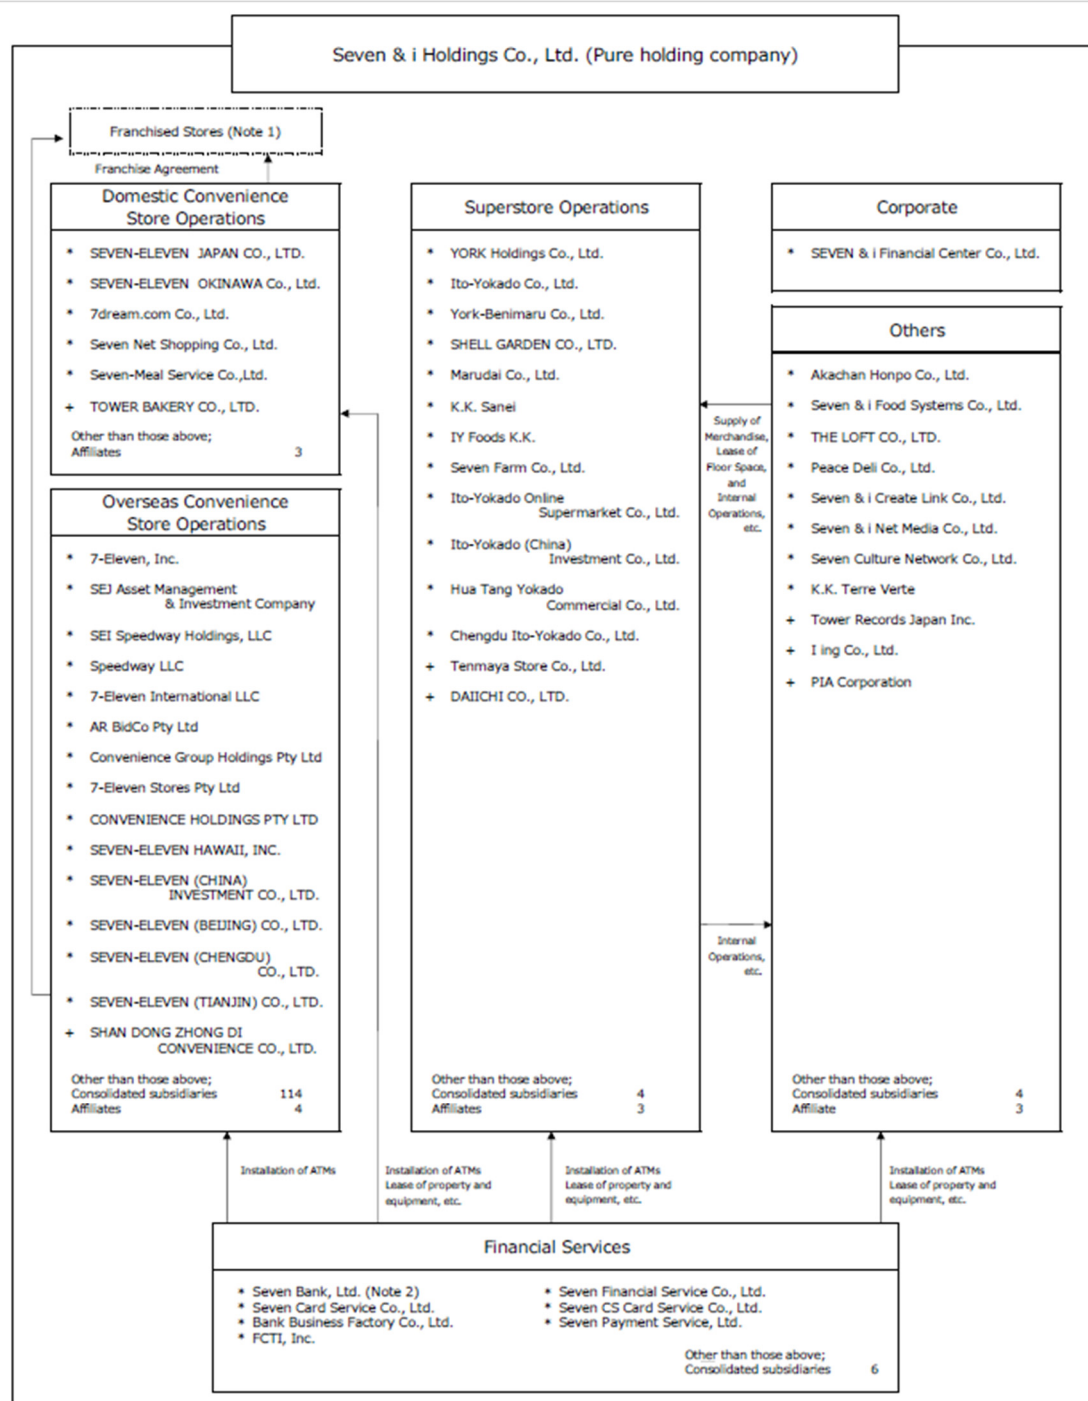 Seven & i Holdings Co., Ltd. (Pure holding company)
Franchised Stores (Note 1)
Franchise Agreement
Domestic Convenience
Store Operations
* SEVEN-ELEVEN JAPAN CO., LTD.
* SEVEN-ELEVEN OKINAWA Co., Ltd.
* 7dream.com Co., Ltd.
* Seven Net Shopping Co., Ltd.
* Seven-Meal Service Co.,Ltd.
+ TOWER BAKERY CO., LTD.
Other than those above;
Affiliates 3
Overseas Convenience
Store Operations
* 7-Eleven, Inc.
* SEJ Asset Management
& Investment Company
* SEI Speedway Holdings, LLC
* Speedway LLC
* 7-Eleven International LLC
* AR BidCo Pty Ltd
* Convenience Group Holdings Pty Ltd
* 7-Eleven Stores Pty Ltd
* CONVENIENCE HOLDINGS PTY LTD
* SEVEN-ELEVEN HAWAII, INC.
* SEVEN-ELEVEN (CHINA)
INVESTMENT CO., LTD.
* SEVEN-ELEVEN (BEIJING) CO., LTD.
* SEVEN-ELEVEN (CHENGDU)
CO., LTD.
* SEVEN-ELEVEN (TIANJIN) CO., LTD.
+ SHAN DONG ZHONG DI
CONVENIENCE CO., LTD.
Other than those above;
Consolidated subsidiaries 114
Affiliates 4
Superstore Operations
* YORK Holdings Co., Ltd.
* Ito-Yokado Co., Ltd.
* York-Benimaru Co., Ltd.
* SHELL GARDEN CO., LTD.
* Marudai Co., Ltd.
* K.K. Sanei
* IY Foods K.K.
* Seven Farm Co., Ltd.
* Ito-Yokado Online
Supermarket Co., Ltd.
* Ito-Yokado (China)
Investment Co., Ltd.
* Hua Tang Yokado
Commercial Co., Ltd.
* Chengdu Ito-Yokado Co., Ltd.
+ Tenmaya Store Co., Ltd.
+ DAIICHI CO., LTD.
Other than those above;
Consolidated subsidiaries 4
Affiliates 3
Supply of
Merchandise,
Lease of
Floor Space,
and
Internal
Operations,
etc.
Internal
Operations,
etc.
Corporate
* SEVEN & i Financial Center Co., Ltd.
Others
* Akachan Honpo Co., Ltd.
* Seven & i Food Systems Co., Ltd.
* THE LOFT CO., LTD.
* Peace Deli Co., Ltd.
* Seven & i Create Link Co., Ltd.
* Seven & i Net Media Co., Ltd.
* Seven Culture Network Co., Ltd.
* K.K. Terre Verte
+ Tower Records Japan Inc.
+ I ing Co., Ltd.
+ PIA Corporation
Other than those above;
Consolidated subsidiaries 4
Affiliate 3
Installation of ATMs
Installation of ATMs
Lease of property and
equipment, etc.
Installation of ATMs
Lease of property and
equipment, etc.
Installation of ATMs
Lease of property and
equipment, etc.
Financial Services
* Seven Bank, Ltd. (Note 2)
* Seven Card Service Co., Ltd.
* Bank Business Factory Co., Ltd.
* FCTI, Inc.
* Seven Financial Service Co., Ltd.
* Seven CS Card Service Co., Ltd.
* Seven Payment Service, Ltd.
Other than those above;
Consolidated subsidiaries 6